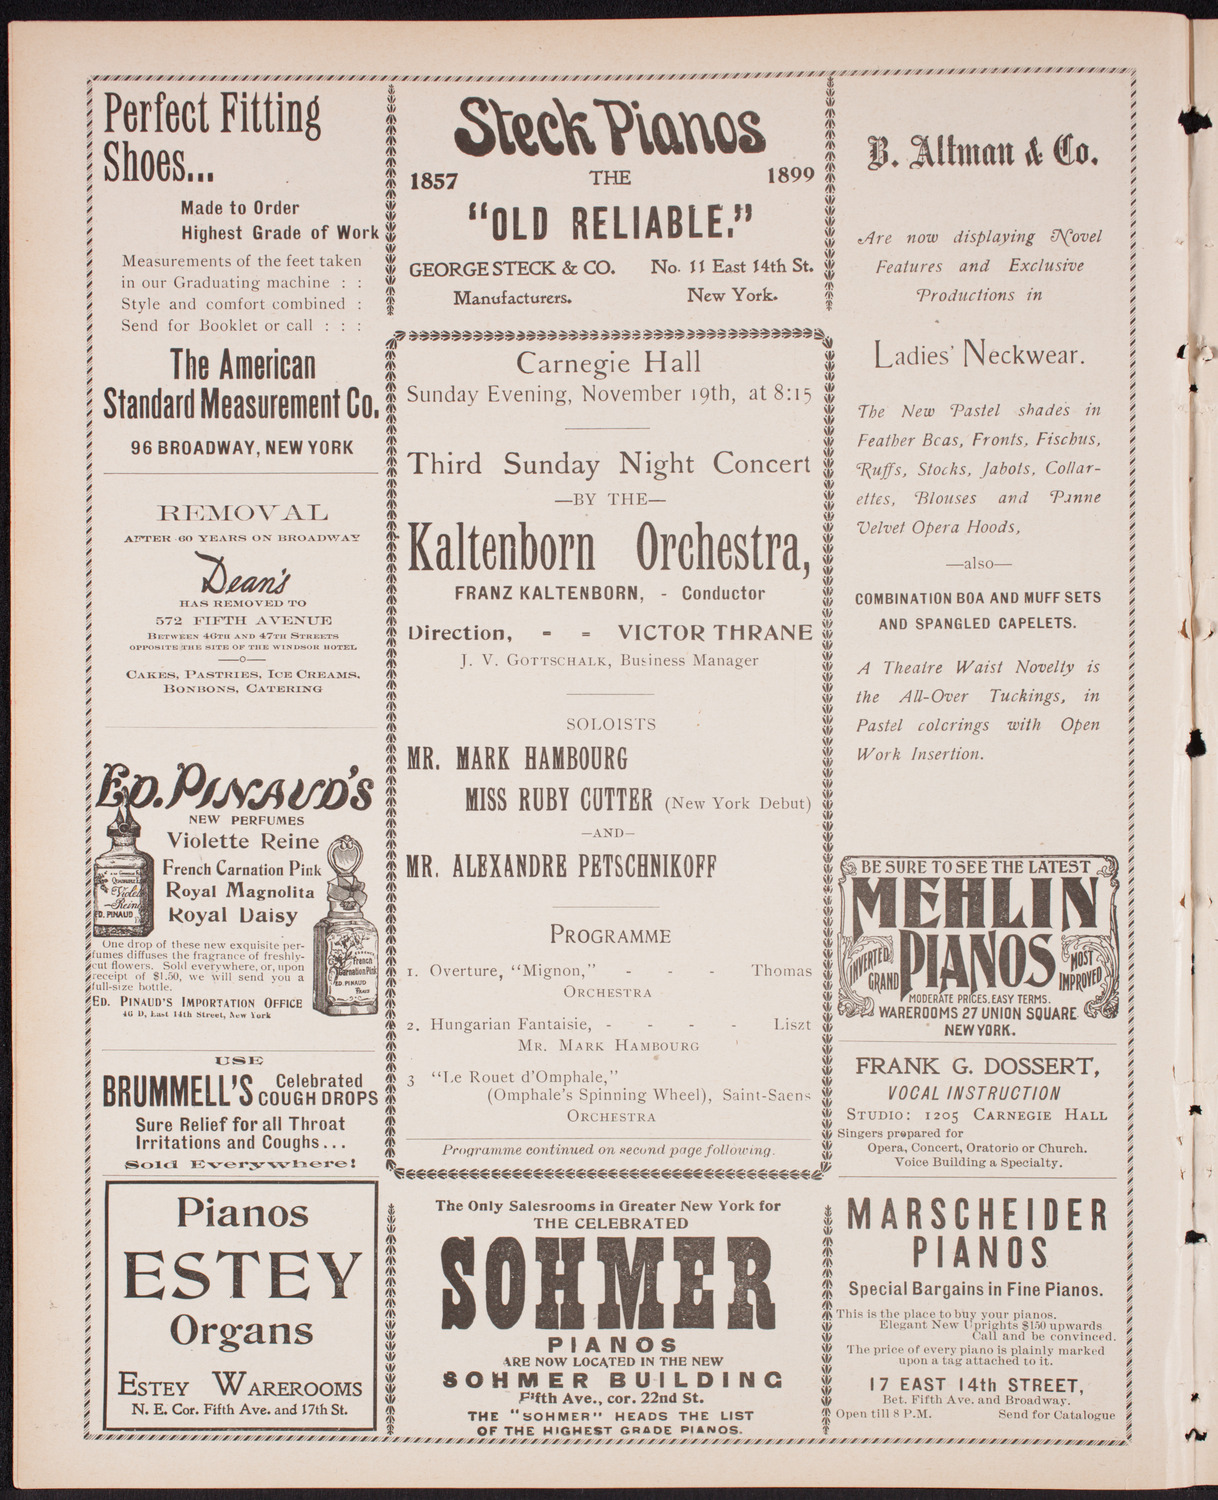 Perfect Fitting
Shoes...
Made to Order
Highest Grade of Work
Measurements of the feet taken
in our Graduating machine : :
Style and comfort combined :
Send for Booklet or call : : :
The American
Standard Measurement Co.
96 BROADWAY, NEW YORK
REMOVAL
AFTER 60 YEARS ON BROADWAY
Dean's
HAS REMOVED TO
572 FIFTH AVENUE
BETWEEN 46TH AND 47TH STREETS
OPPOSITE THE SITE OF THE WINDSOR HOTEL
—o—
CAKES, PASTRIES, ICE CREAMS,
BONBONS, CATERING
ED. PINAUD'S
NEW PERFUMES
Violette Reine
French Carnation Pink
Royal Magnolita
Royal Daisy
Violet
Reine
ED. PINAUD
French
Carnation Pink
ED. PINAUD
PARIS
One drop of these new exquisite per-
fumes diffuses the fragrance of freshly-
cut flowers. Sold everywhere, or, upon
receipt of $1.50, we will send you a
full-size bottle.
ED. PINAUD'S IMPORTATION OFFICE
46 D, East 14th Street, New York
USE
BRUMMELL'S Celebrated
COUGH DROPS
Sure Relief for all Throat
Irritations and Coughs...
Sold Everywhere!
Pianos
ESTEY
Organs
ESTEY WAREROOMS
N. E. Cor. Fifth Ave. and 17th St.
Steck Pianos
1857 THE 1899
"OLD RELIABLE."
GEORGE STECK & CO. No. 11 East 14th St.
Manufacturers. New York.
Carnegie Hall
Sunday Evening, November 19th, at 8:15
Third Sunday Night Concert
—BY THE—
Kaltenborn Orchestra,
FRANZ KALTENBORN, - Conductor
Direction, - = VICTOR THRANE
J. V. GOTTSCHALK, Business Manager
SOLOISTS
MR. MARK HAMBOURG
MISS RUBY CUTTER (New York Debut)
—AND—
MR. ALEXANDRE PETSCHNIKOFF
PROGRAMME
1. Overture, "Mignon," - - - Thomas
ORCHESTRA
2. Hungarian Fantaisie, - - - - Liszt
MR. MARK HAMBOURG
3 "Le Rouet d'Omphale,"
(Omphale's Spinning Wheel), Saint-Saens
ORCHESTRA
Programme continued on second page following.
The Only Salesrooms in Greater New York for
THE CELEBRATED
SOHMER
PIANOS
ARE NOW LOCATED IN THE NEW
SOHMER BUILDING
Fifth Ave., cor. 22nd St.
THE "SOHMER" HEADS THE LIST
OF THE HIGHEST GRADE PIANOS.
B. Altman & Co.
Are now displaying Novel
Features and Exclusive
Productions in
Ladies' Neckwear.
The New Pastel shades in
Feather Boas, Fronts, Fischus,
Ruffs, Stocks, Jabots, Collar-
ettes, Blouses and Panne
Velvet Opera Hoods,
—also—
COMBINATION BOA AND MUFF SETS
AND SPANGLED CAPELETS.
A Theatre Waist Novelty is
the All-Over Tuckings, in
Pastel colorings with Open
Work Insertion.
BE SURE TO SEE THE LATEST
MEHLIN
INVERTED GRAND PIANOS MOST IMPROVED
MODERATE PRICES. EASY TERMS.
WAREROOMS 27 UNION SQUARE
NEW YORK.
FRANK G. DOSSERT,
VOCAL INSTRUCTION
STUDIO: 1205 CARNEGIE HALL
Singers prepared for
Opera, Concert, Oratorio or Church.
Voice Building a Specialty.
MARSCHEIDER
PIANOS
Special Bargains in Fine Pianos.
This is the place to buy your pianos.
Elegant New Uprights $150 upwards
Call and be convinced.
The price of every piano is plainly marked
upon a tag attached to it.
17 EAST 14th STREET,
Bet. Fifth Ave. and Broadway.
Open till 8 P.M. Send for Catalogue